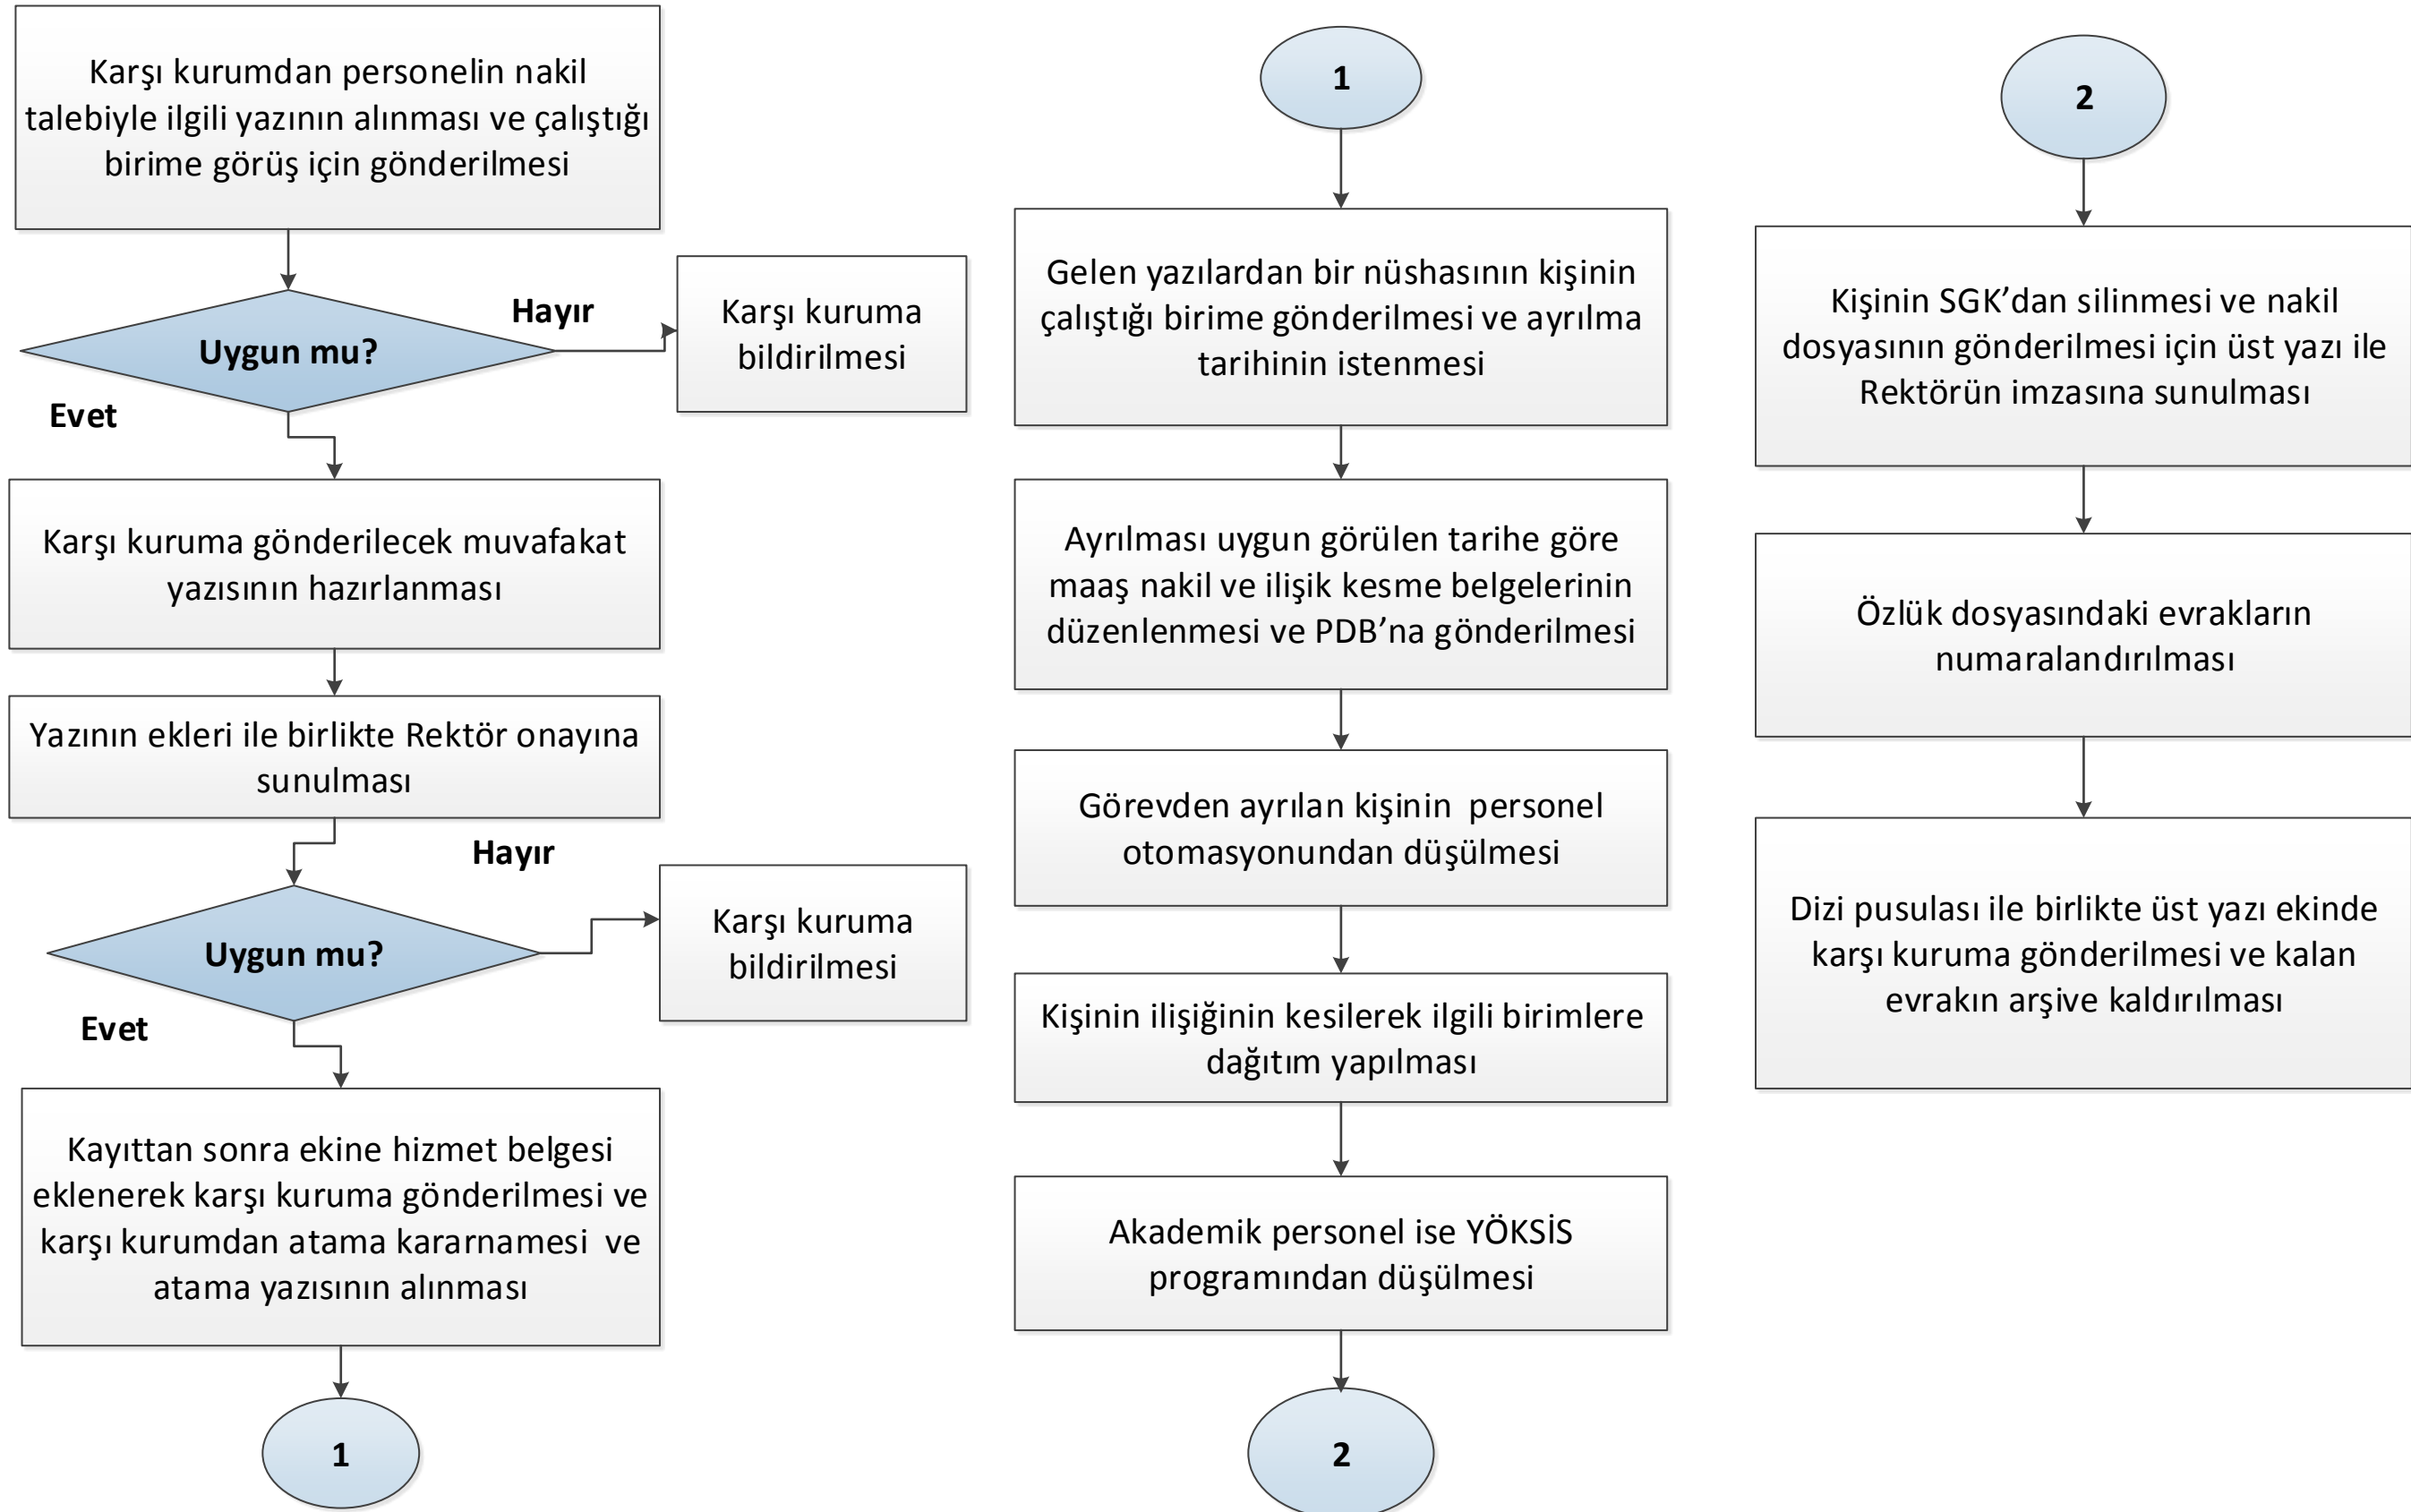 Karşı kurumdan personelin nakil
talebiyle ilgili yazının alınması ve çalıştığı
birime görüş için gönderilmesi
Uygun mu?
Hayır
Karşı kuruma
bildirilmesi
Evet
Karşı kuruma gönderilecek muvafakat
yazısının hazırlanması
Yazının ekleri ile birlikte Rektör onayına
sunulması
Uygun mu?
Hayır
Karşı kuruma
bildirilmesi
Evet
Kayıttan sonra ekine hizmet belgesi
eklenerek karşı kuruma gönderilmesi ve
karşı kurumdan atama kararnamesi ve
atama yazısının alınması
1
1
Gelen yazılardan bir nüshasının kişinin
çalıştığı birime gönderilmesi ve ayrılma
tarihinin istenmesi
Ayrılması uygun görülen tarihe göre
maaş nakil ve ilişik kesme belgelerinin
düzenlenmesi ve PDB’na gönderilmesi
Görevden ayrılan kişinin personel
otomasyonundan düşülmesi
Kişinin ilişiğinin kesilerek ilgili birimlere
dağıtım yapılması
Akademik personel ise YÖKSİS
programından düşülmesi
2
2
Kişinin SGK’dan silinmesi ve nakil
dosyasının gönderilmesi için üst yazı ile
Rektörün imzasına sunulması
Özlük dosyasındaki evrakların
numaralandırılması
Dizi pusulası ile birlikte üst yazı ekinde
karşı kuruma gönderilmesi ve kalan
evrakın arşive kaldırılması